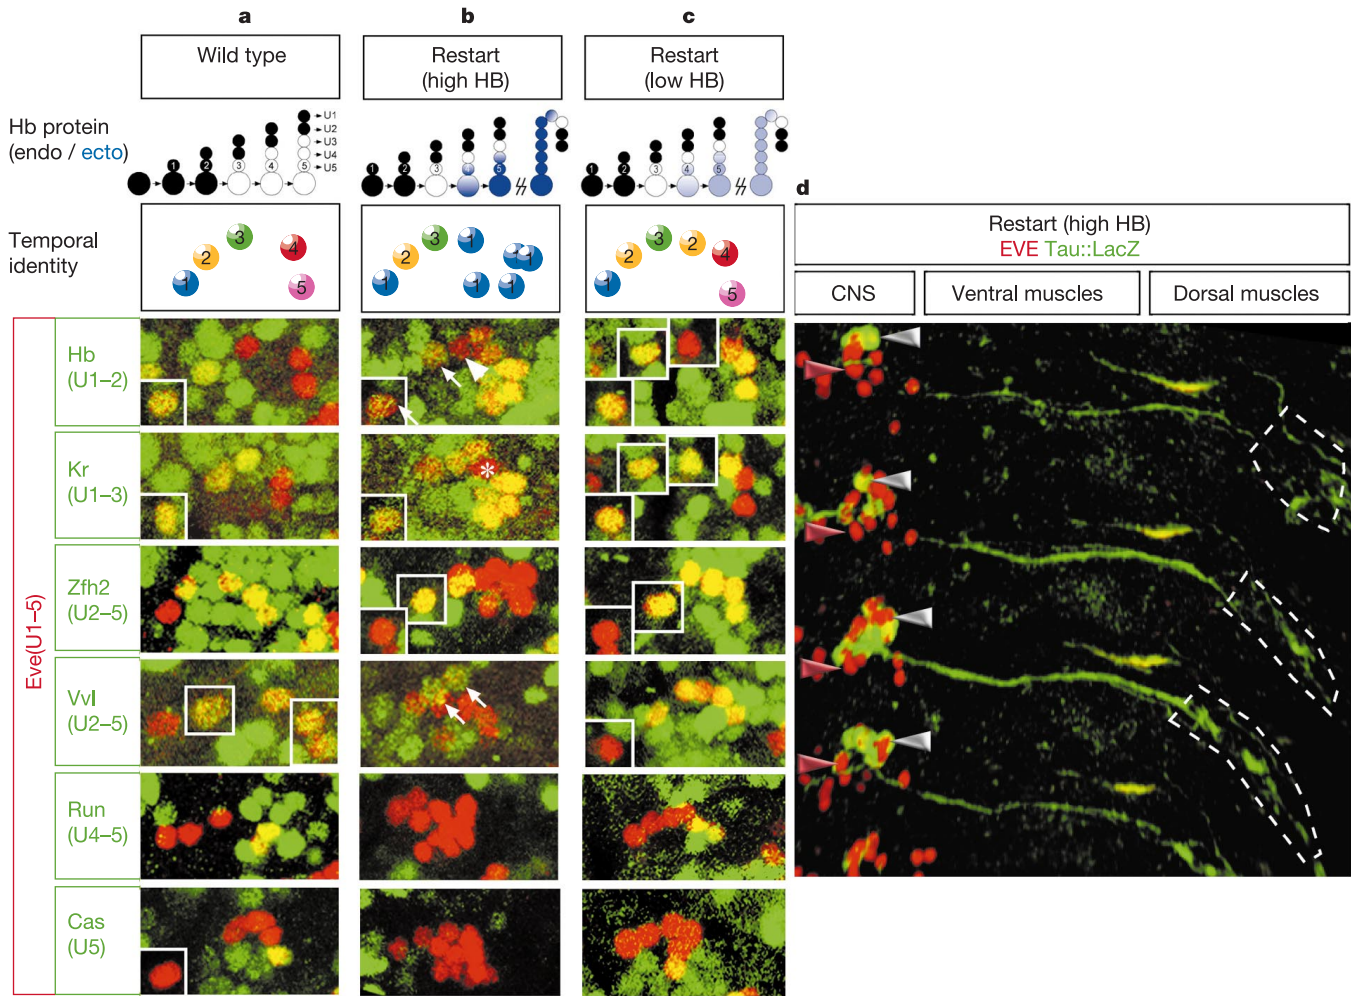 a
b
c
Wild type
Restart
(high HB)
Restart
(low HB)
Hb protein
(endo / ecto)
1
2
3
4
5
U1
U2
U3
U4
U5
1
2
3
4
5
1
2
3
4
5
d
Temporal
identity
1
2
3
4
5
1
2
3
1
1
1
1
1
1
2
3
2
4
5
Restart (high HB)
EVE Tau::LacZ
CNS
Ventral muscles
Dorsal muscles
Eve(U1–5)
Hb
(U1–2)
Kr
(U1–3)
*
Zfh2
(U2–5)
Vvl
(U2–5)
Run
(U4–5)
Cas
(U5)